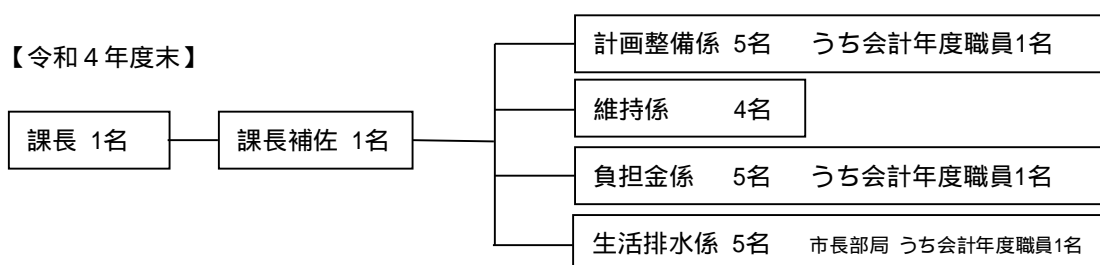 【令和４年度末】
課長 1名
課長補佐 1名
計画整備係 5名 うち会計年度職員1名
維持係 4名
負担金係 5名 うち会計年度職員1名
生活排水係 5名 市長部局 うち会計年度職員1名